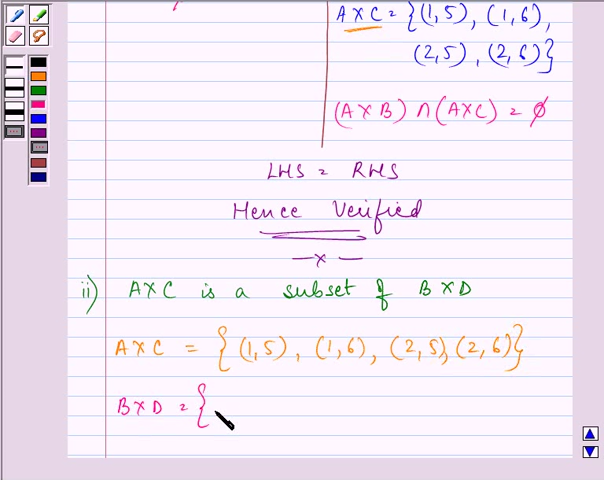 A×C = {(1,5), (1,6),
(2,5), (2,6)}
(A×B) ∩ (A×C) = ϕ
LHS = RHS
Hence Verified
—x—
ii) A×C is a subset of B×D
A×C = {(1,5), (1,6), (2,5), (2,6)}
B×D = {